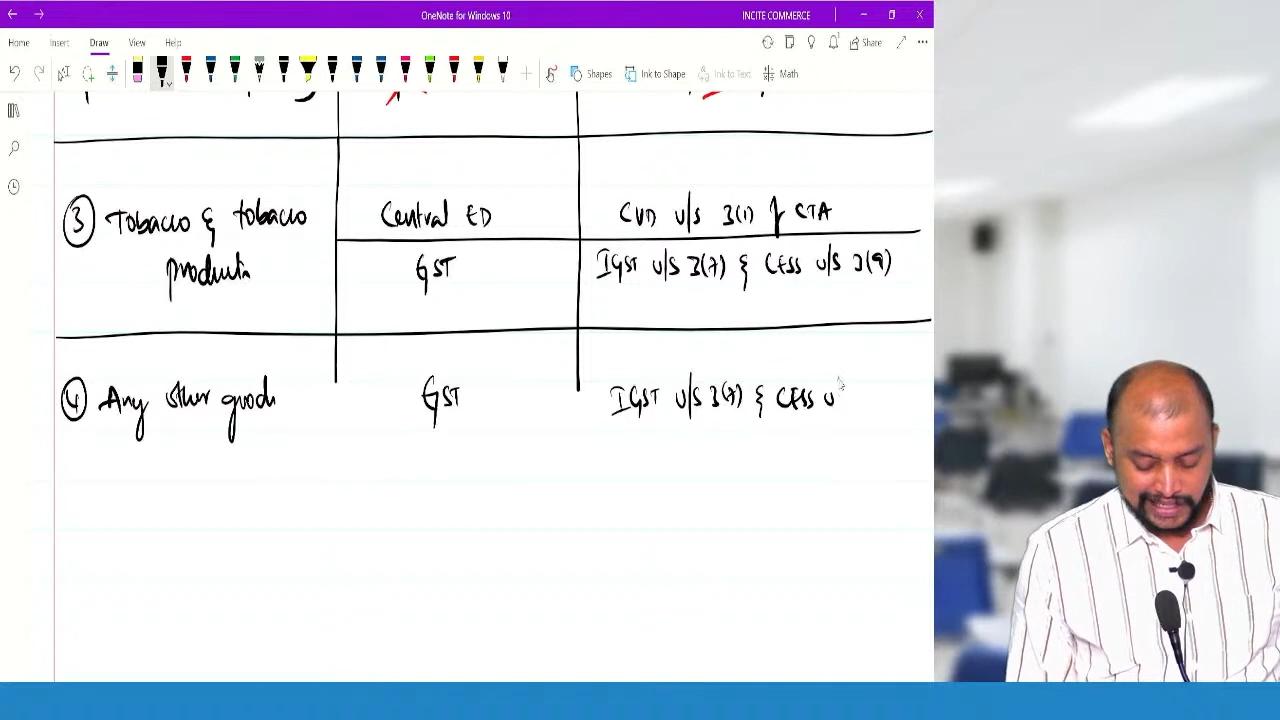 OneNote for Windows 10
INCITE COMMERCE
Home Insert Draw View Help
Share
Shapes Ink to Shape Ink to Text Math
③ Tobacco & tobacco products
Central ED
CVD u/s 3(1) of CTA
GST
IGST u/s 3(7) & CESS u/s 3(9)
④ Any other goods
GST
IGST u/s 3(7) & CESS u